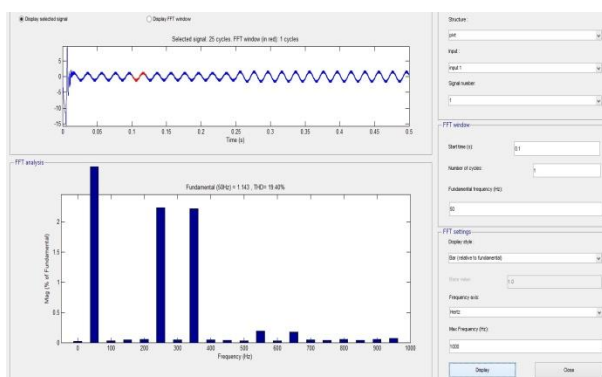 Display selected signal
Display FFT window
Selected signal: 25 cycles. FFT window (in red): 1 cycles
5
0
-5
-10
-15
0 0.05 0.1 0.15 0.2 0.25 0.3 0.35 0.4 0.45 0.5
Time (s)
FFT analysis
Fundamental (50Hz) = 1.143 , THD= 19.40%
2
1.5
1
0.5
0
Mag (% of Fundamental)
0 100 200 300 400 500 600 700 800 900 1000
Frequency (Hz)
Structure :
Input :
input 1
Signal number:
1
FFT window
Start time (s):
0.1
Number of cycles:
1
Fundamental frequency (Hz):
FFT settings
Display style :
Bar (relative to fundamental)
1.0
Frequency axis:
Hertz
Max Frequency (Hz):
1000
Display
Close